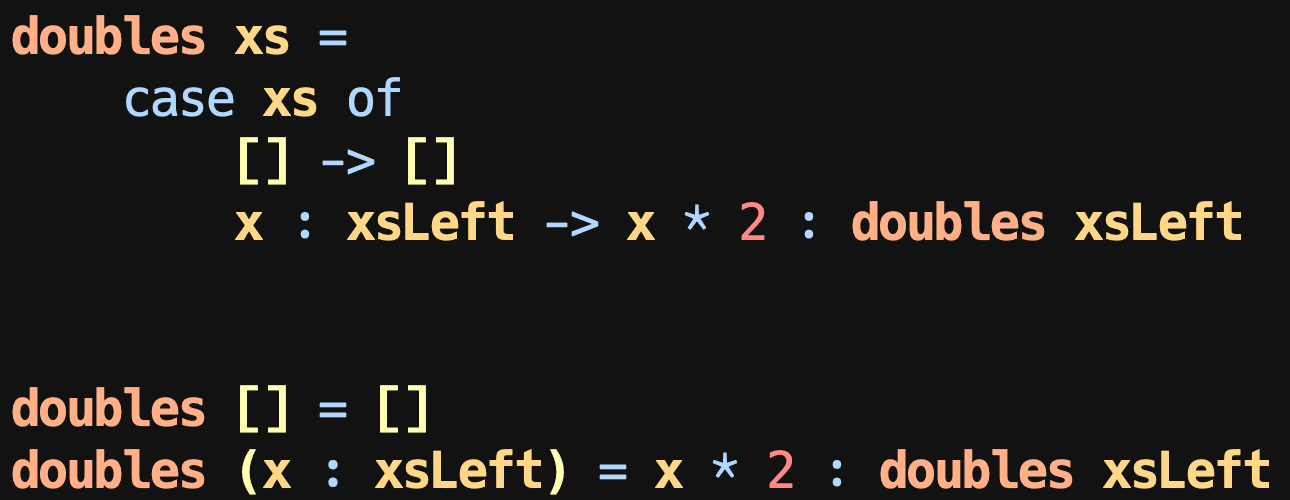 doubles xs =
    case xs of
        [] -> []
        x : xsLeft -> x * 2 : doubles xsLeft
doubles [] = []
doubles (x : xsLeft) = x * 2 : doubles xsLeft